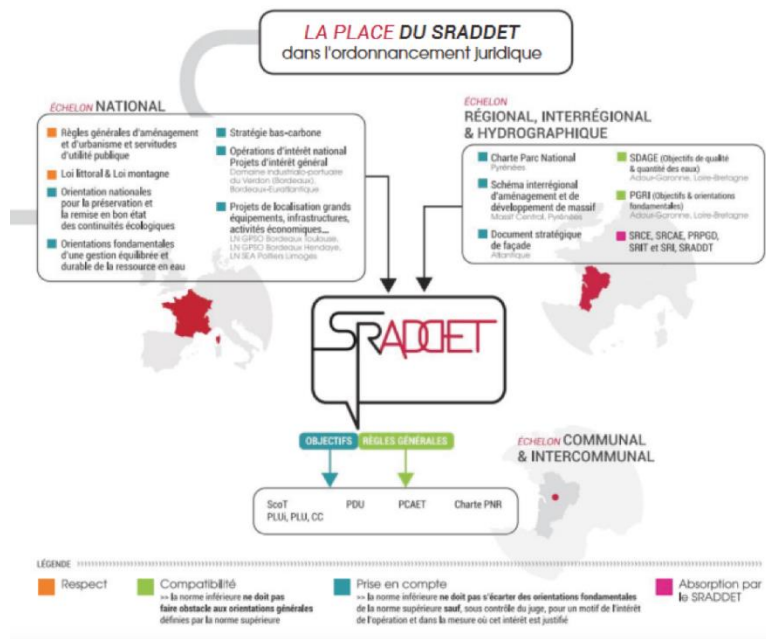 LA PLACE DU SRADDET
dans l'ordonnancement juridique
ÉCHELON NATIONAL
Règles générales d'aménagement
et d'urbanisme et servitudes
d'utilité publique
Loi littoral & Loi montagne
Orientation nationales
pour la préservation et
la remise en bon état
des continuités écologiques
Orientations fondamentales
d'une gestion équilibrée et
durable de la ressource en eau
Stratégie bas-carbone
Opérations d'intérêt national
Projets d'intérêt général
Domaine industrialo-portuaire
du Verdon (Bordeaux),
Bordeaux-Euratlantique
Projets de localisation grands
équipements, infrastructures,
activités économiques...
LN GPSO Bordeaux Toulouse,
LN GPSO Bordeaux Hendaye,
LN SEA Poitiers Limoges
ÉCHELON
RÉGIONAL, INTERRÉGIONAL
& HYDROGRAPHIQUE
Charte Parc National
Pyrénées
Schéma interrégional
d'aménagement et de
développement de massif
Massif Central, Pyrénées
Document stratégique
de façade
Atlantique
SDAGE (Objectifs de qualité
& quantité des eaux)
Adour-Garonne, Loire-Bretagne
PGRI (Objectifs & orientations
fondamentales)
Adour-Garonne, Loire-Bretagne
SRCE, SRCAE, PRPGD,
SRIT et SRI, SRADDT
SRADDET
OBJECTIFS RÈGLES GÉNÉRALES
ÉCHELON COMMUNAL
& INTERCOMMUNAL
ScoT PDU PCAET Charte PNR
PLUi, PLU, CC
LÉGENDE
Respect
Compatibilité
>> la norme inférieure ne doit pas
faire obstacle aux orientations générales
définies par la norme supérieure
Prise en compte
>> la norme inférieure ne doit pas s'écarter des orientations fondamentales
de la norme supérieure sauf, sous contrôle du juge, pour un motif de l'intérêt
de l'opération et dans la mesure où cet intérêt est justifié
Absorption par
le SRADDET